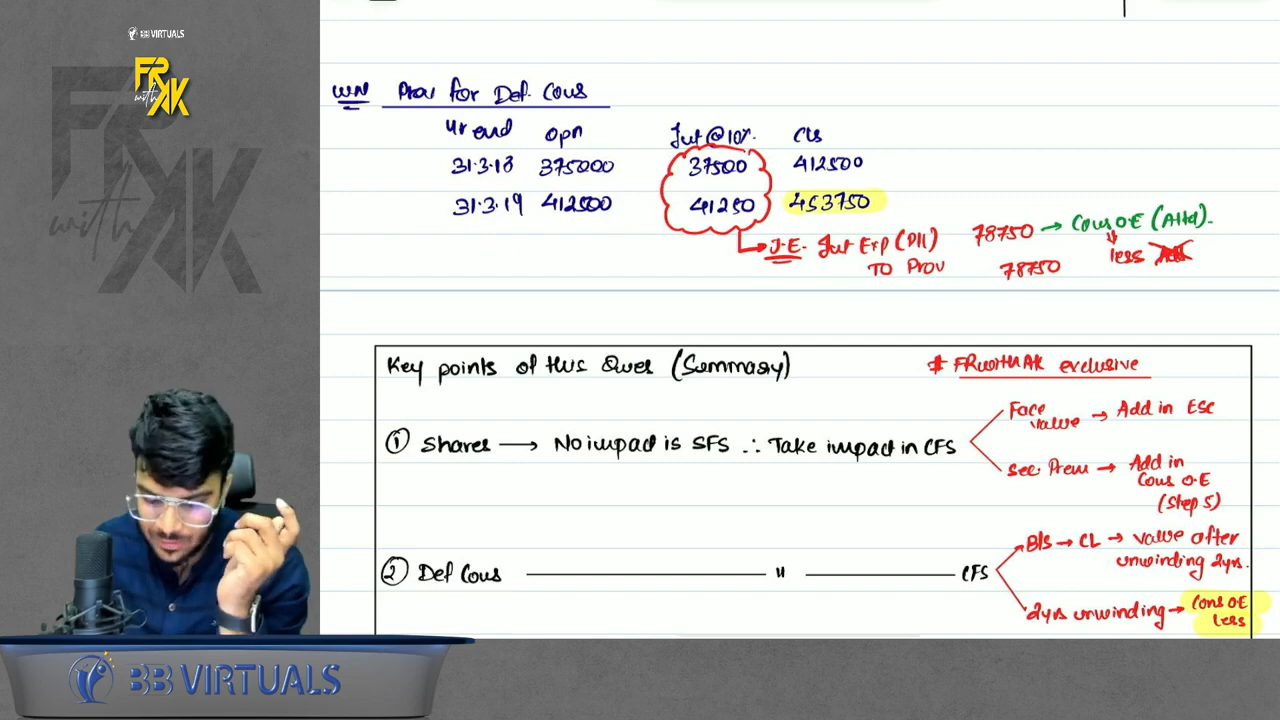 BB VIRTUALS
FR
with
AK
WN Prov for Def. Cons
Yr end opn Int @ 10%. Cls
31.3.18 375000 37500 412500
31.3.19 412500 41250 453750
J.E. Int Exp (P/L) 78750 → Cons OE (Attd).
To Prov 78750 less
Key points of this Ques (Summary) # FRwithAK exclusive
① Shares → No impact is SFS ∴ Take impact in CFS
Face value → Add in ESC
Sec. Prem → Add in Cons O.E (Step 5)
② Def Cons — " — CFS
B/S → CL → value after unwinding 2yrs.
2yrs unwinding → Cons OE less
BB VIRTUALS